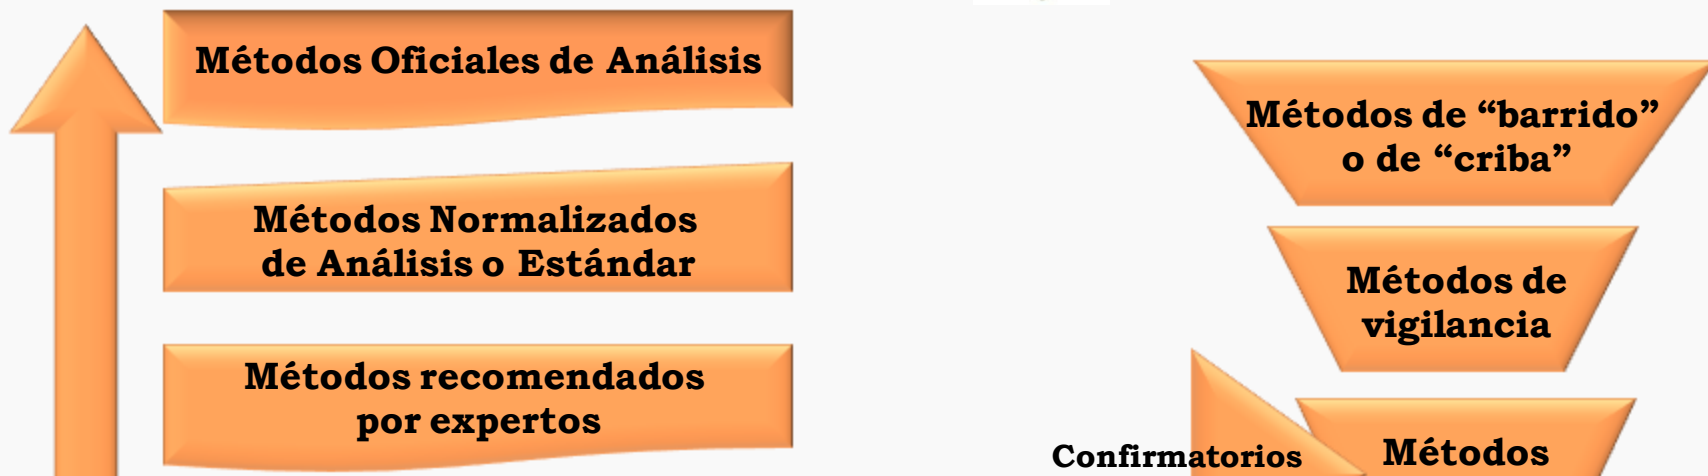 Métodos Oficiales de Análisis
Métodos Normalizados
de Análisis o Estándar
Métodos recomendados
por expertos
Métodos de “barrido”
o de “criba”
Métodos de
vigilancia
Confirmatorios
Métodos